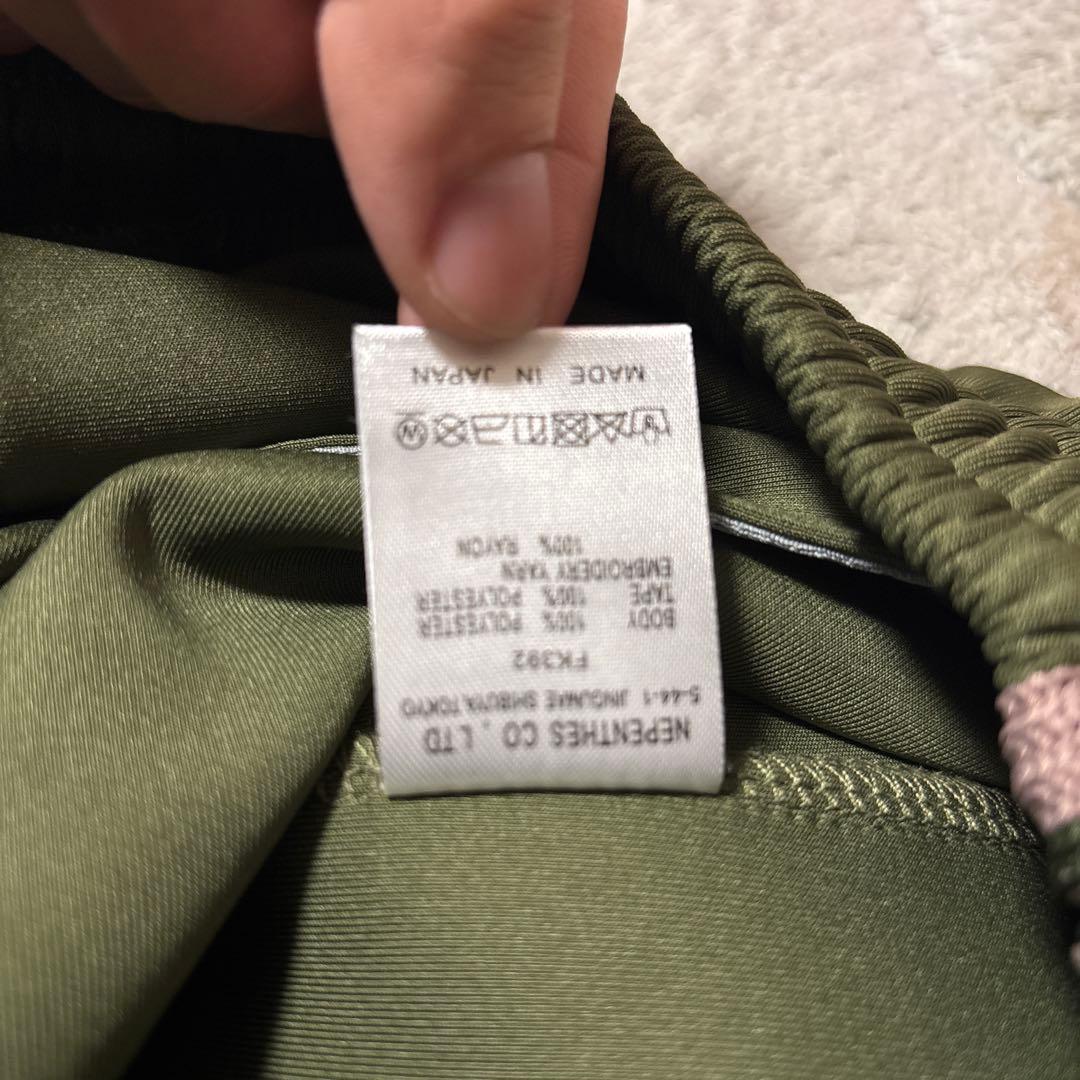 NEPENTHES CO., LTD
5-44-1 JINGUMAE SHIBUYA.TOKYO
FK392
BODY 100% POLYESTER
TAPE 100% POLYESTER
EMBROIDERY YARN
100% RAYON
W
MADE IN JAPAN